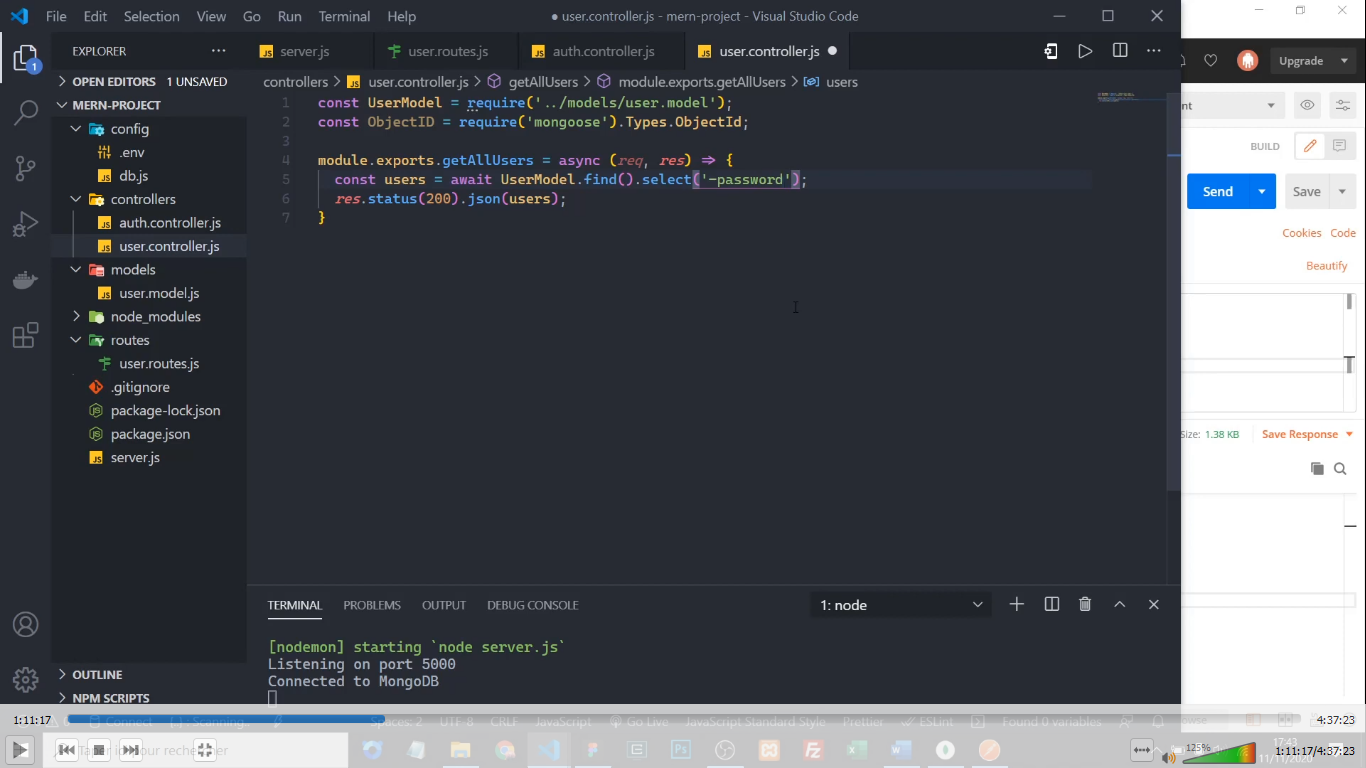 File Edit Selection View Go Run Terminal Help
● user.controller.js - mern-project - Visual Studio Code
EXPLORER
server.js
user.routes.js
auth.controller.js
user.controller.js
OPEN EDITORS 1 UNSAVED
MERN-PROJECT
config
.env
db.js
controllers
auth.controller.js
user.controller.js
models
user.model.js
node_modules
routes
user.routes.js
.gitignore
package-lock.json
package.json
server.js
OUTLINE
NPM SCRIPTS
1
controllers > user.controller.js > getAllUsers > module.exports.getAllUsers > users
1 const UserModel = require('../models/user.model');
2 const ObjectID = require('mongoose').Types.ObjectId;
3
4 module.exports.getAllUsers = async (req, res) => {
5 const users = await UserModel.find().select('-password');
6 res.status(200).json(users);
7 }
TERMINAL PROBLEMS OUTPUT DEBUG CONSOLE
1: node
[nodemon] starting `node server.js`
Listening on port 5000
Connected to MongoDB
Upgrade
nt
BUILD
Send
Save
Cookies Code
Beautify
Size: 1.38 KB Save Response
1:11:17
Connect
Scanning..
Spaces: 2 UTF-8 CRLF JavaScript Go Live JavaScript Standard Style Prettier ESLint Found 0 variables
4:37:23
Taper ici pour rechercher
125%
17:43
11/11/2020
1:11:17/4:37:23